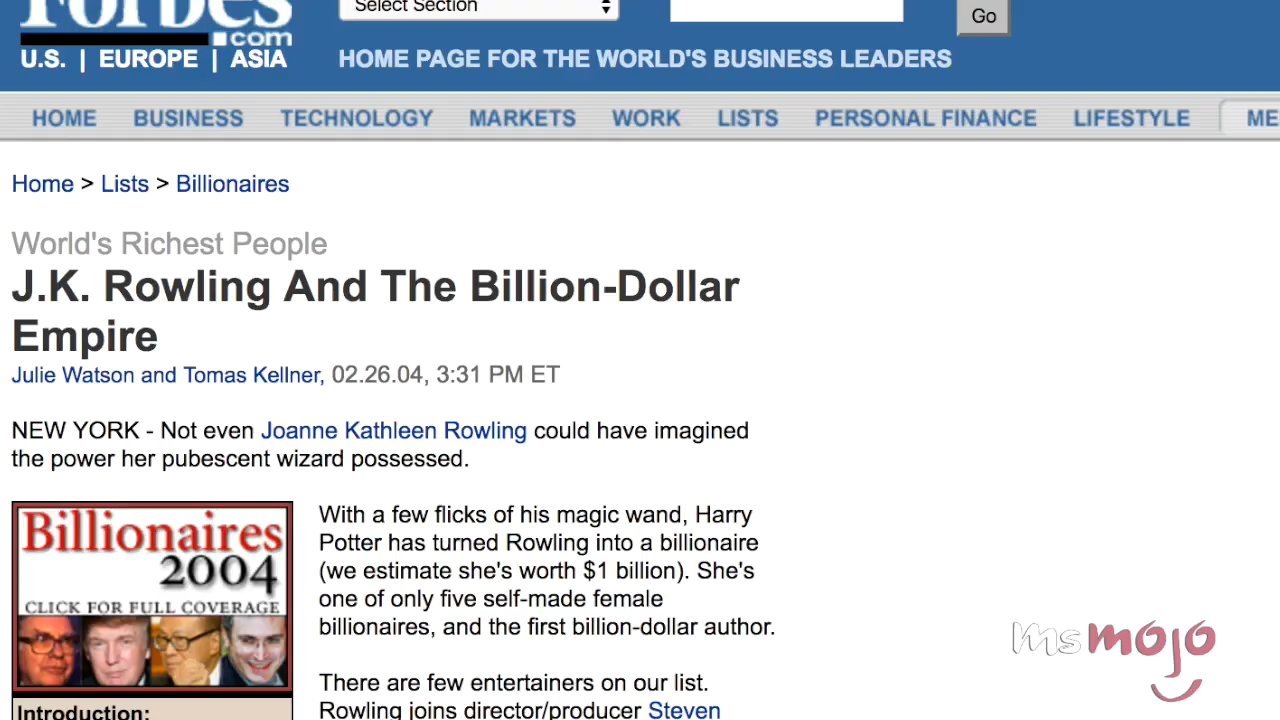 Forbes
.com
Select Section
Go
U.S. | EUROPE | ASIA
HOME PAGE FOR THE WORLD'S BUSINESS LEADERS
HOME BUSINESS TECHNOLOGY MARKETS WORK LISTS PERSONAL FINANCE LIFESTYLE ME
Home > Lists > Billionaires
World's Richest People
J.K. Rowling And The Billion-Dollar
Empire
Julie Watson and Tomas Kellner, 02.26.04, 3:31 PM ET
NEW YORK - Not even Joanne Kathleen Rowling could have imagined
the power her pubescent wizard possessed.
Billionaires
2004
CLICK FOR FULL COVERAGE
Introduction:
With a few flicks of his magic wand, Harry
Potter has turned Rowling into a billionaire
(we estimate she's worth $1 billion). She's
one of only five self-made female
billionaires, and the first billion-dollar author.
There are few entertainers on our list.
Rowling joins director/producer Steven
msmojo